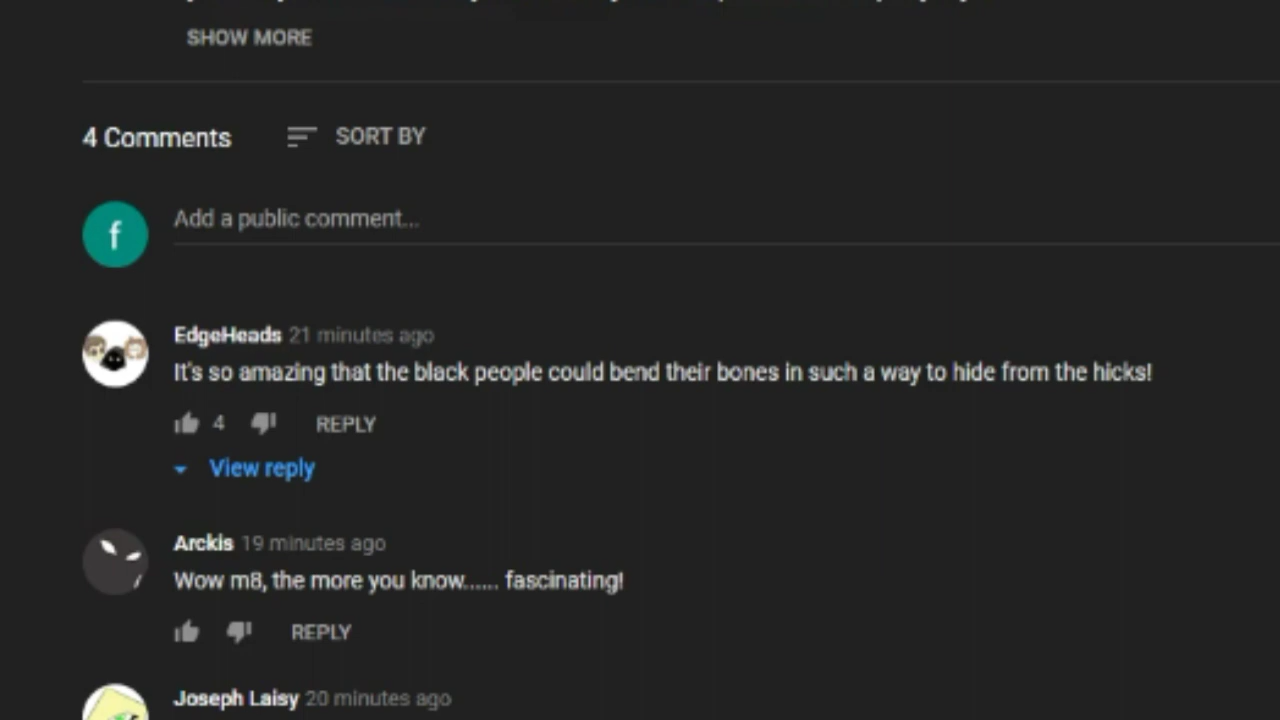 SHOW MORE
4 Comments SORT BY
f
Add a public comment...
EdgeHeads 21 minutes ago
It's so amazing that the black people could bend their bones in such a way to hide from the hicks!
4 REPLY
View reply
Arckis 19 minutes ago
Wow m8, the more you know...... fascinating!
REPLY
Joseph Laisy 20 minutes ago